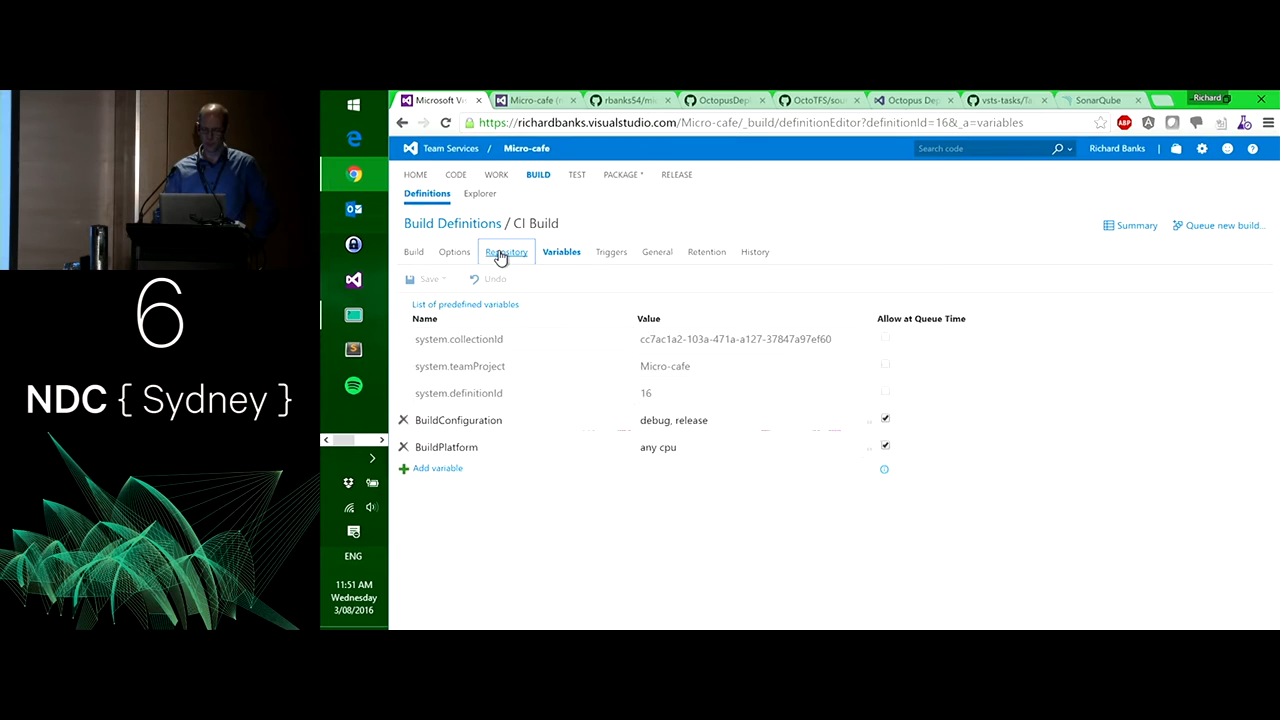 6
NDC { Sydney }
Microsoft Vi
Micro-cafe (n
rbanks54/mi
OctopusDepl
OctoTFS/sou
Octopus Dep
vsts-tasks/Ta
SonarQube
Richard
https://richardbanks.visualstudio.com/Micro-cafe/_build/definitionEditor?definitionId=16&_a=variables
ABP
Team Services / Micro-cafe
Search code
Richard Banks
HOME CODE WORK BUILD TEST PACKAGE * RELEASE
Definitions Explorer
Build Definitions / CI Build
Summary
Queue new build...
Build Options Repository Variables Triggers General Retention History
Save
Undo
List of predefined variables
Name Value Allow at Queue Time
system.collectionId cc7ac1a2-103a-471a-a127-37847a97ef60
system.teamProject Micro-cafe
system.definitionId 16
BuildConfiguration debug, release
BuildPlatform any cpu
Add variable
ENG
11:51 AM
Wednesday
3/08/2016